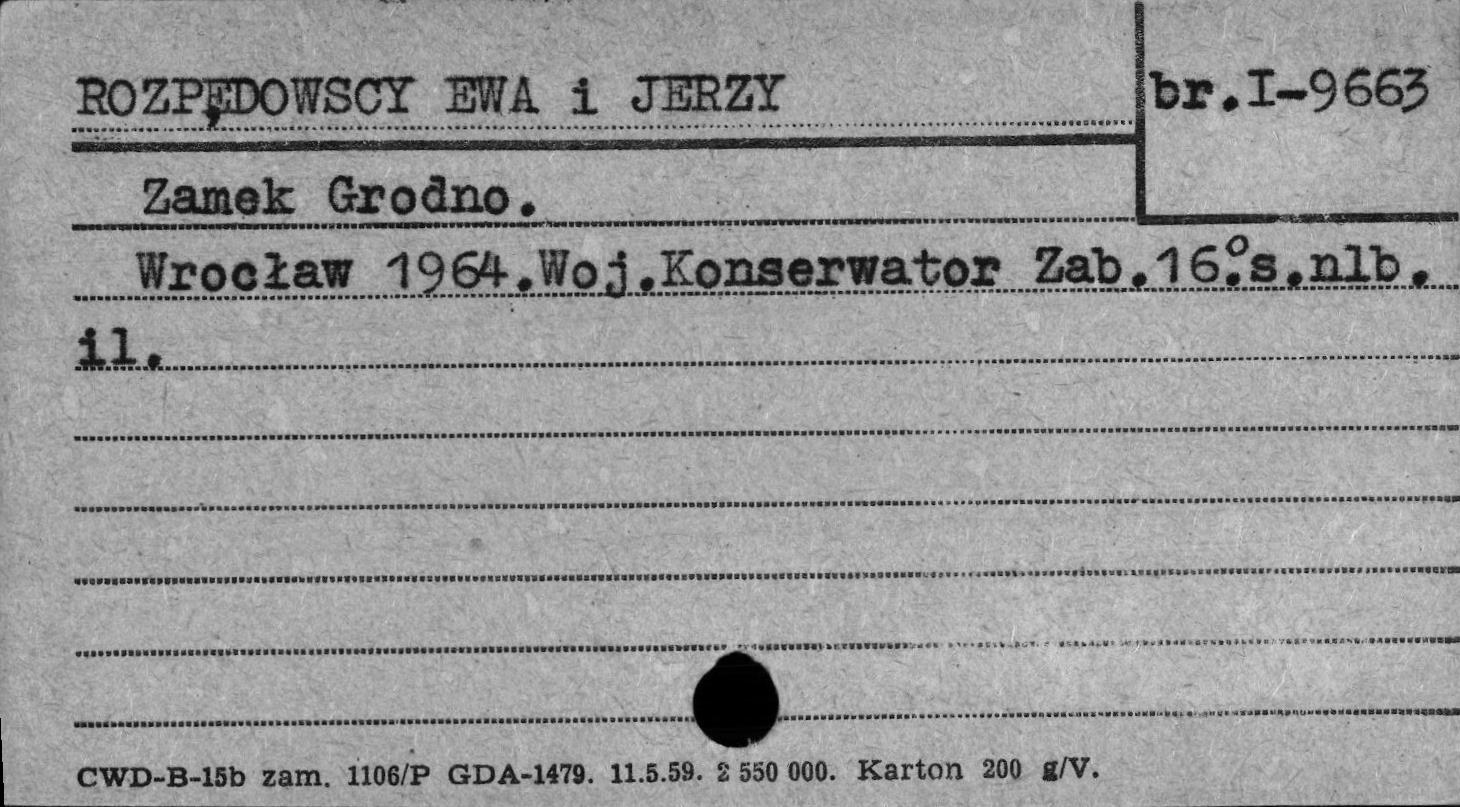 ROZPĘDOWSCY EWA i JERZY
br.I-9663
Zamek Grodno.
Wrocław 1964.Woj.Konserwator Zab.16°.s.nlb.
il.
CWD-B-15b zam. 1106/P GDA-1479. 11.5.59. 2 550 000. Karton 200 g/V.